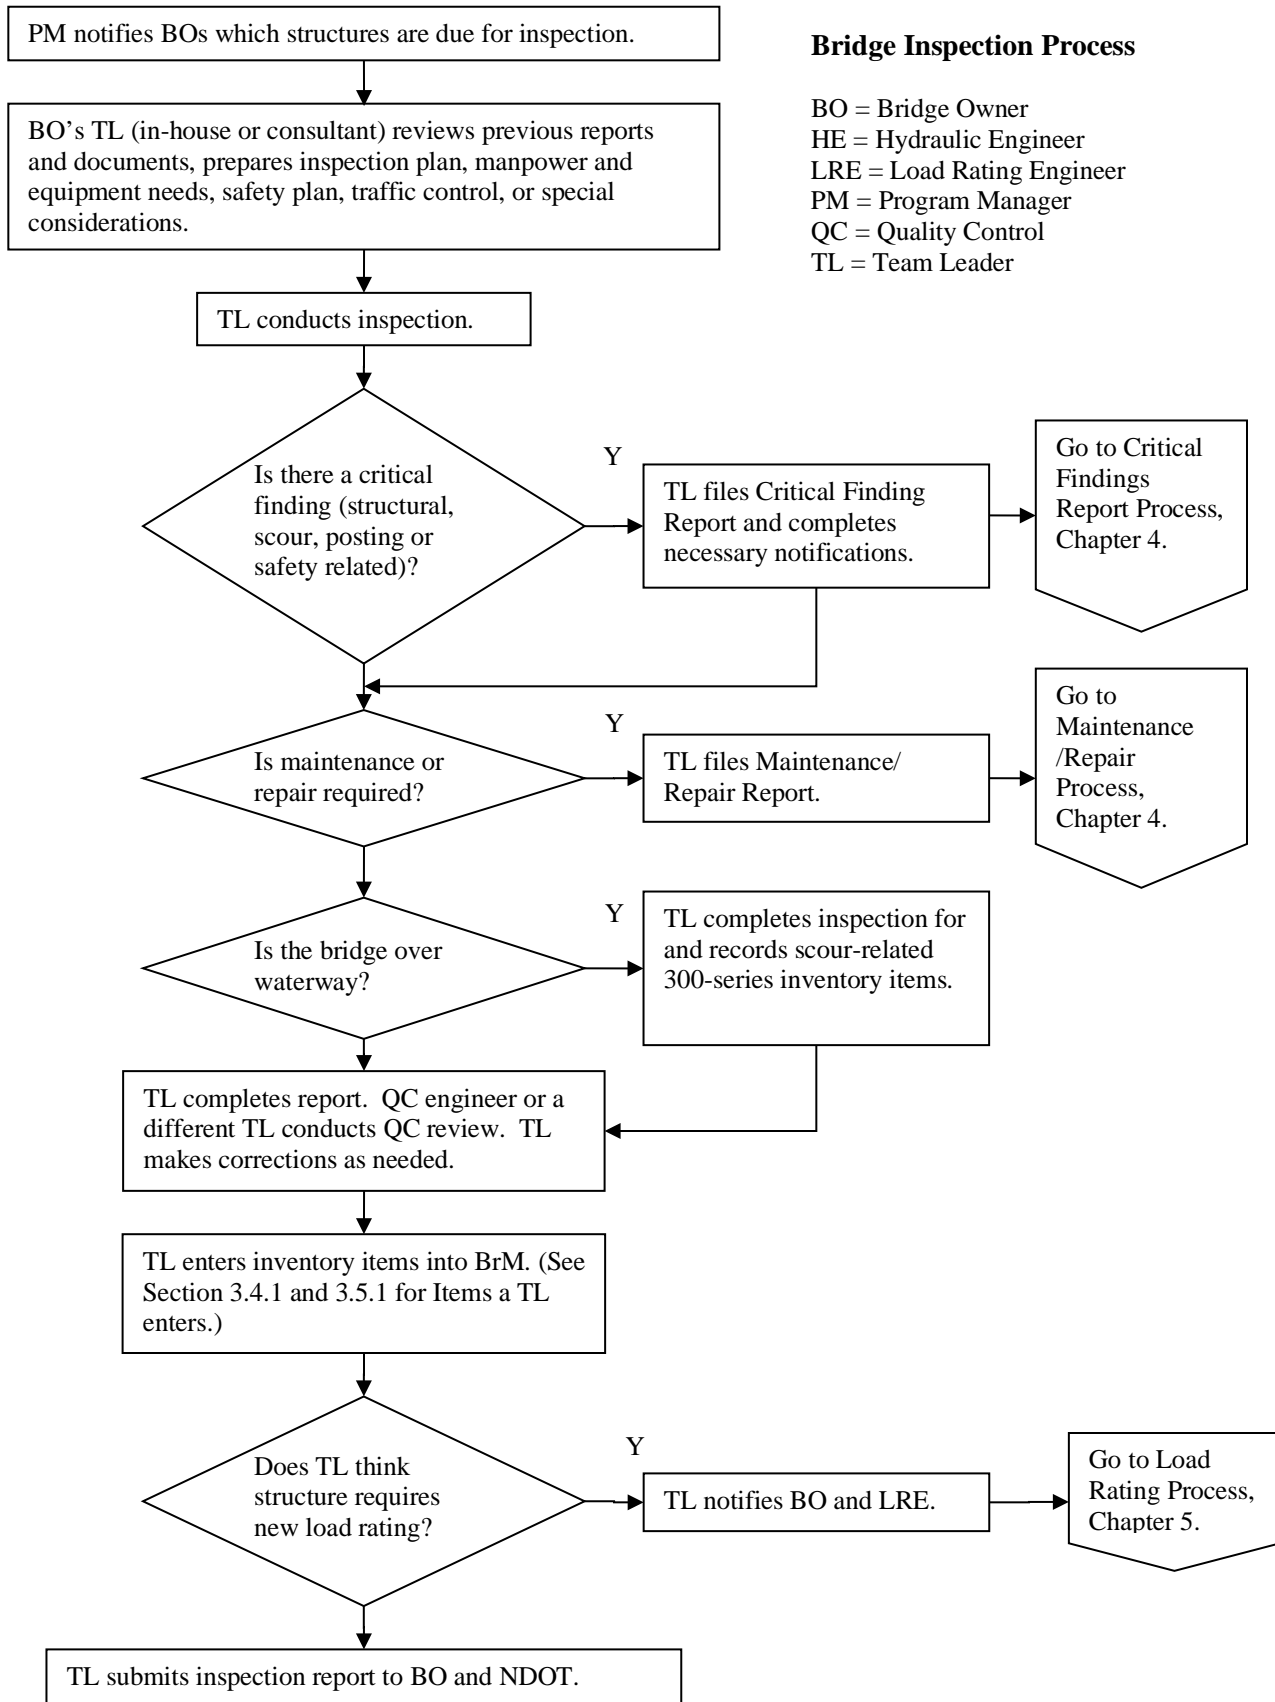 PM notifies BOs which structures are due for inspection.
Bridge Inspection Process
BO = Bridge Owner
HE = Hydraulic Engineer
LRE = Load Rating Engineer
PM = Program Manager
QC = Quality Control
TL = Team Leader
BO’s TL (in-house or consultant) reviews previous reports
and documents, prepares inspection plan, manpower and
equipment needs, safety plan, traffic control, or special
considerations.
TL conducts inspection.
Is there a critical
finding (structural,
scour, posting or
safety related)?
Y
TL files Critical Finding
Report and completes
necessary notifications.
Go to Critical
Findings
Report Process,
Chapter 4.
Is maintenance or
repair required?
Y
TL files Maintenance/
Repair Report.
Go to
Maintenance
/Repair
Process,
Chapter 4.
Is the bridge over
waterway?
Y
TL completes inspection for
and records scour-related
300-series inventory items.
TL completes report.  QC engineer or a
different TL conducts QC review.  TL
makes corrections as needed.
TL enters inventory items into BrM. (See
Section 3.4.1 and 3.5.1 for Items a TL
enters.)
Does TL think
structure requires
new load rating?
Y
TL notifies BO and LRE.
Go to Load
Rating Process,
Chapter 5.
TL submits inspection report to BO and NDOT.